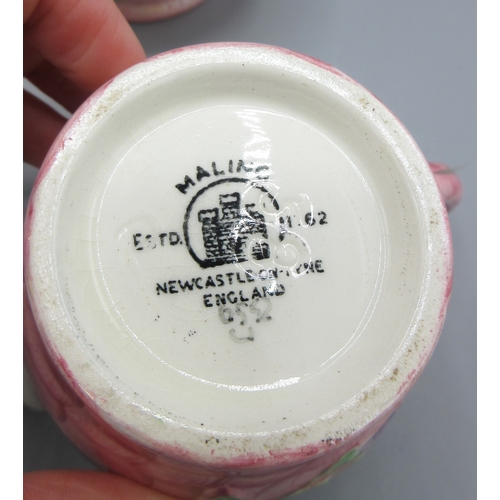 MALING
ESTD. 1762
NEWCASTLE ON TYNE
ENGLAND